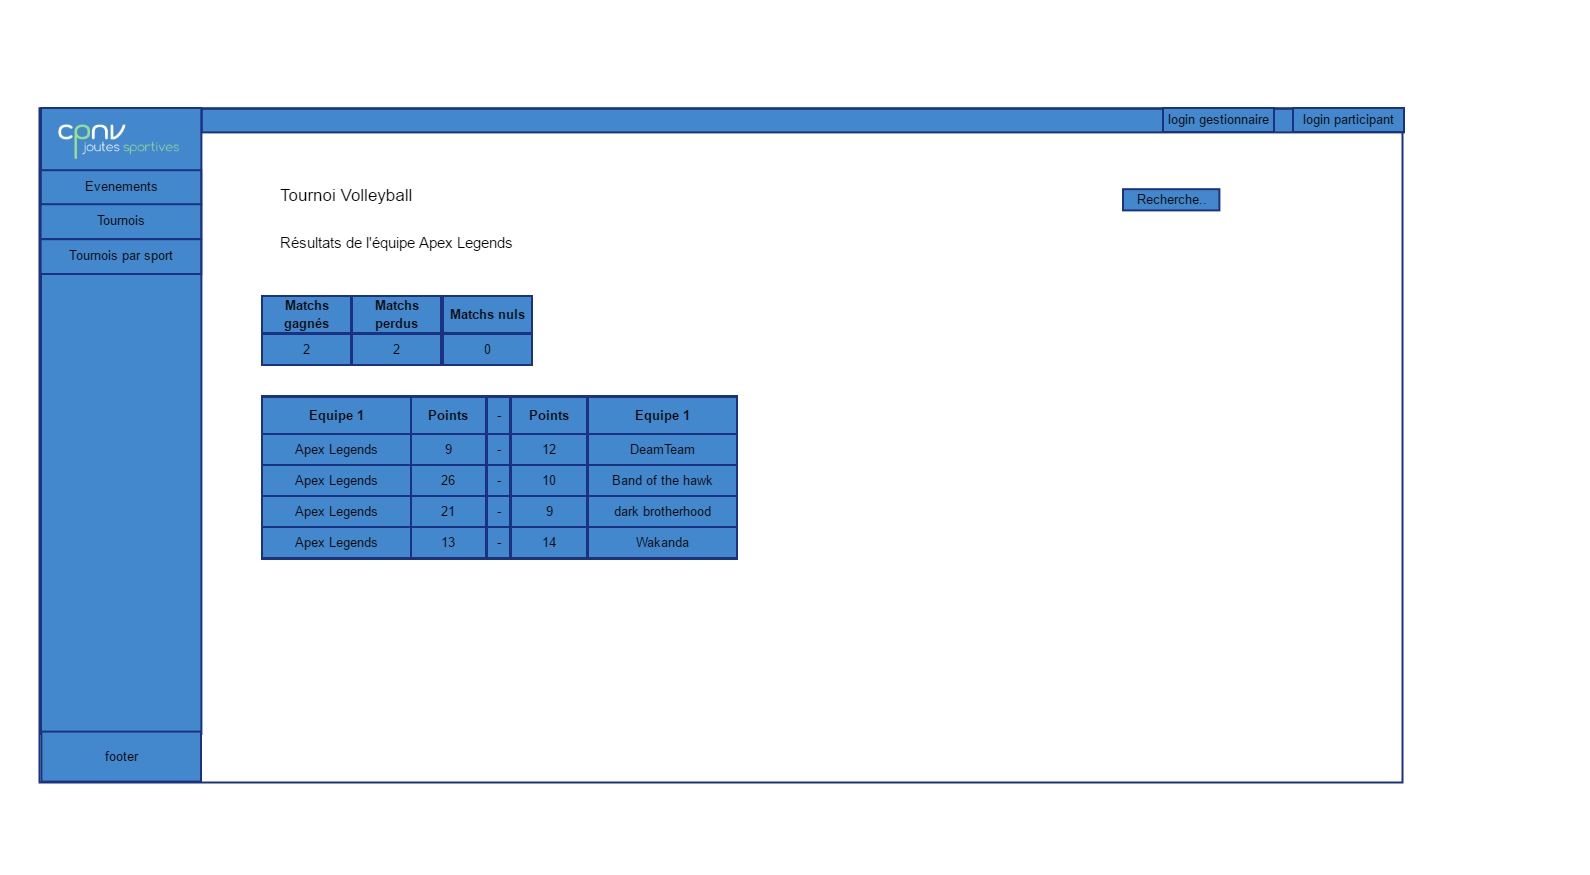 cpnv
joutes sportives
login gestionnaire
login participant
Evenements
Tournois
Tournois par sport
footer
Tournoi Volleyball
Recherche..
Résultats de l'équipe Apex Legends
Matchs gagnés Matchs perdus Matchs nuls
2 2 0
Equipe 1 Points - Points Equipe 1
Apex Legends 9 - 12 DeamTeam
Apex Legends 26 - 10 Band of the hawk
Apex Legends 21 - 9 dark brotherhood
Apex Legends 13 - 14 Wakanda